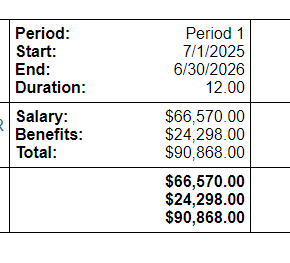 Period: Period 1
Start: 7/1/2025
End: 6/30/2026
Duration: 12.00
Salary: $66,570.00
Benefits: $24,298.00
Total: $90,868.00
$66,570.00
$24,298.00
$90,868.00